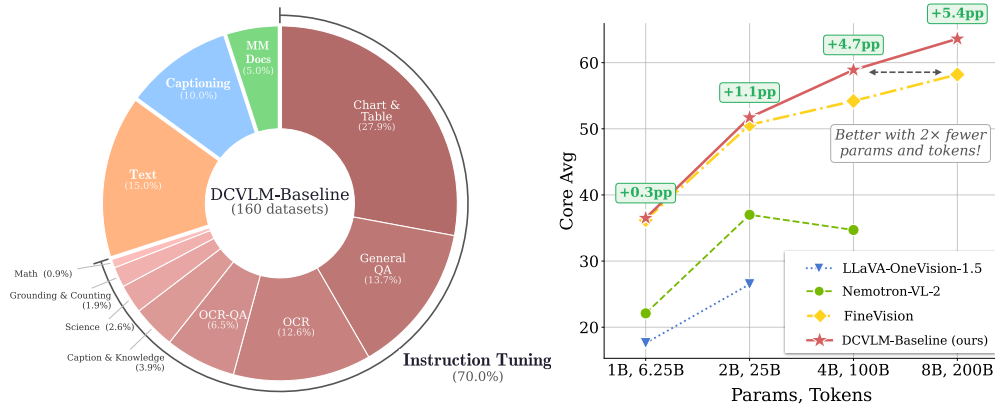 MM
Docs
(5.0%)
Captioning
(10.0%)
Text
(15.0%)
Chart &
Table
(27.9%)
DCVLM-Baseline
(160 datasets)
General
QA
(13.7%)
OCR
(12.6%)
OCR-QA
(6.5%)
Math (0.9%)
Grounding & Counting
(1.9%)
Science (2.6%)
Caption & Knowledge
(3.9%)
Instruction Tuning
(70.0%)
Core Avg
60
50
40
30
20
+0.3pp
+1.1pp
+4.7pp
+5.4pp
Better with 2× fewer
params and tokens!
LLaVA-OneVision-1.5
Nemotron-VL-2
FineVision
DCVLM-Baseline (ours)
1B, 6.25B
2B, 25B
4B, 100B
8B, 200B
Params, Tokens